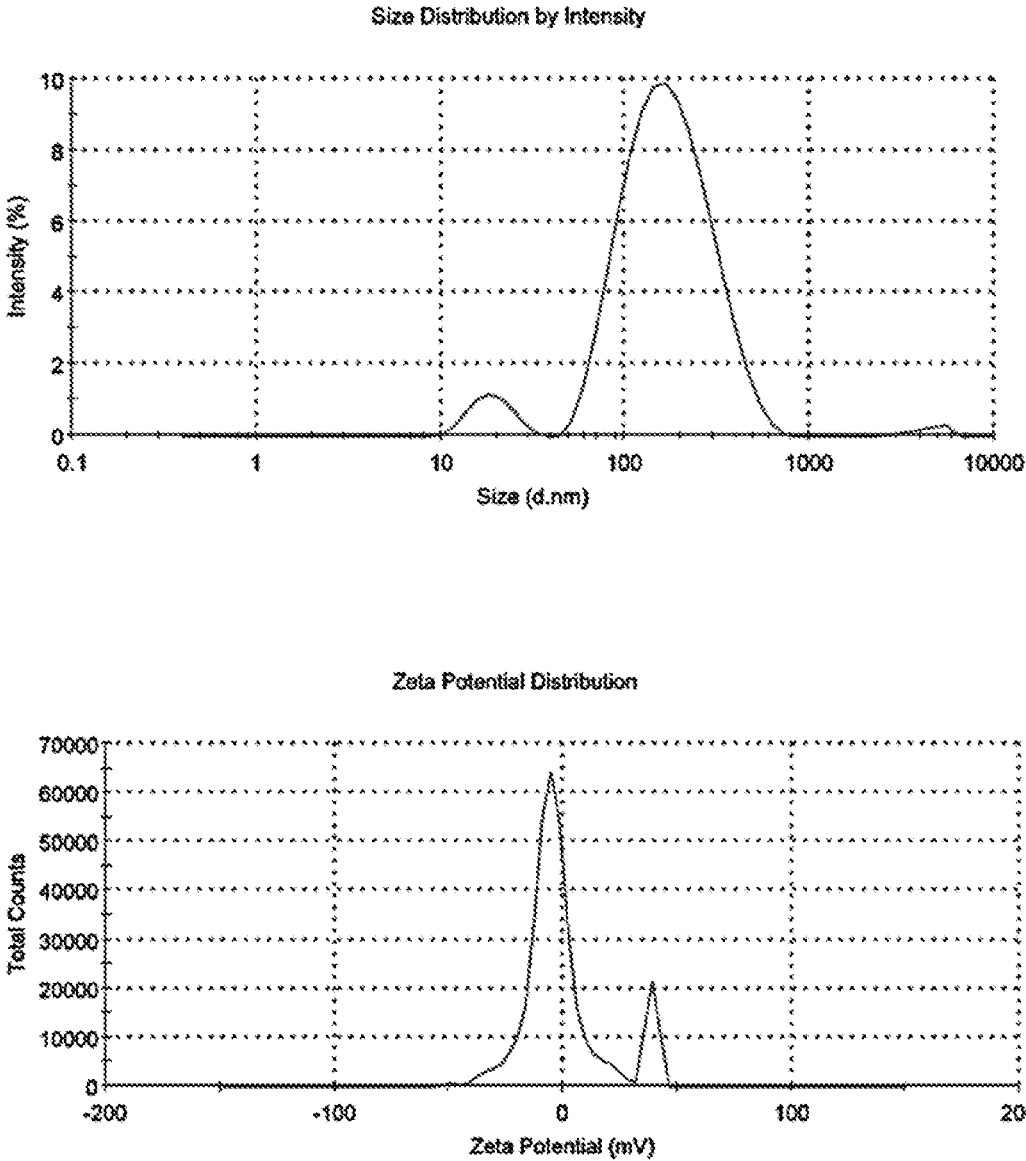 Size Distribution by Intensity
10
8
6
4
2
0
Intensity (%)
0.1 1 10 100 1000 10000
Size (d.nm)
Zeta Potential Distribution
70000
60000
50000
40000
30000
20000
10000
0
Total Counts
-200 -100 0 100 20
Zeta Potential (mV)